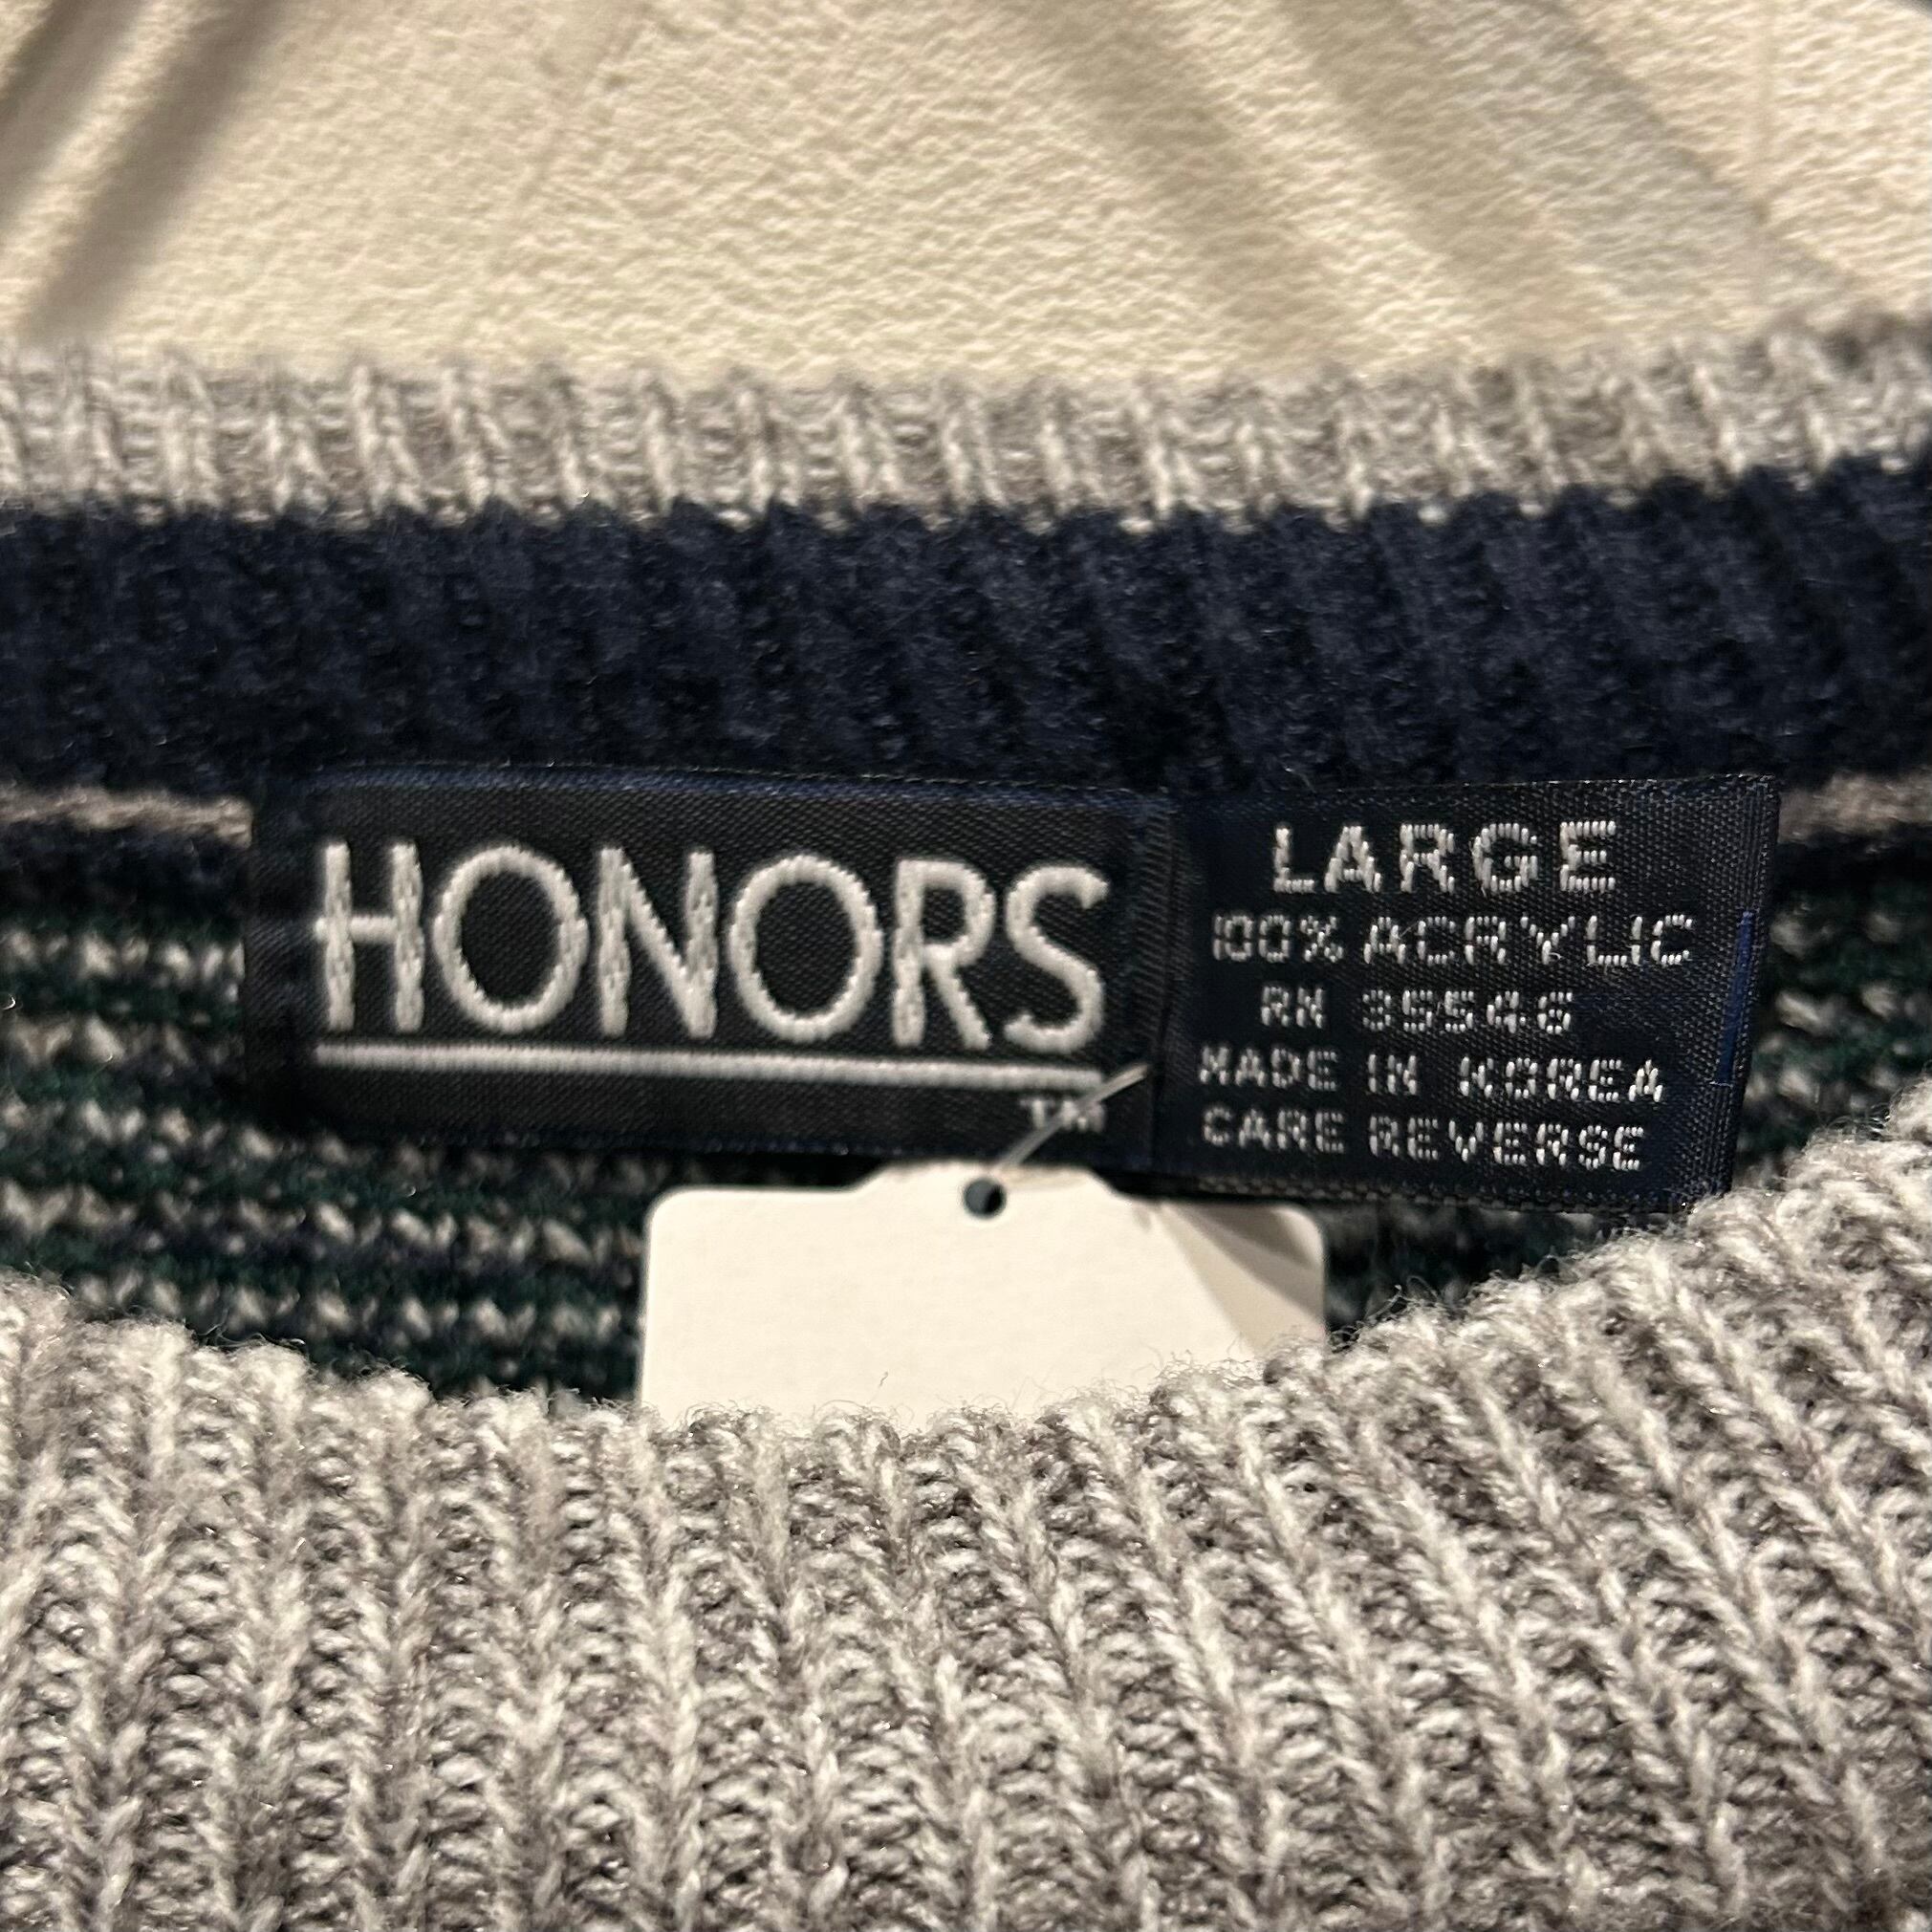 HONORS
TM
LARGE
100% ACRYLIC
RN 35546
MADE IN KOREA
CARE REVERSE